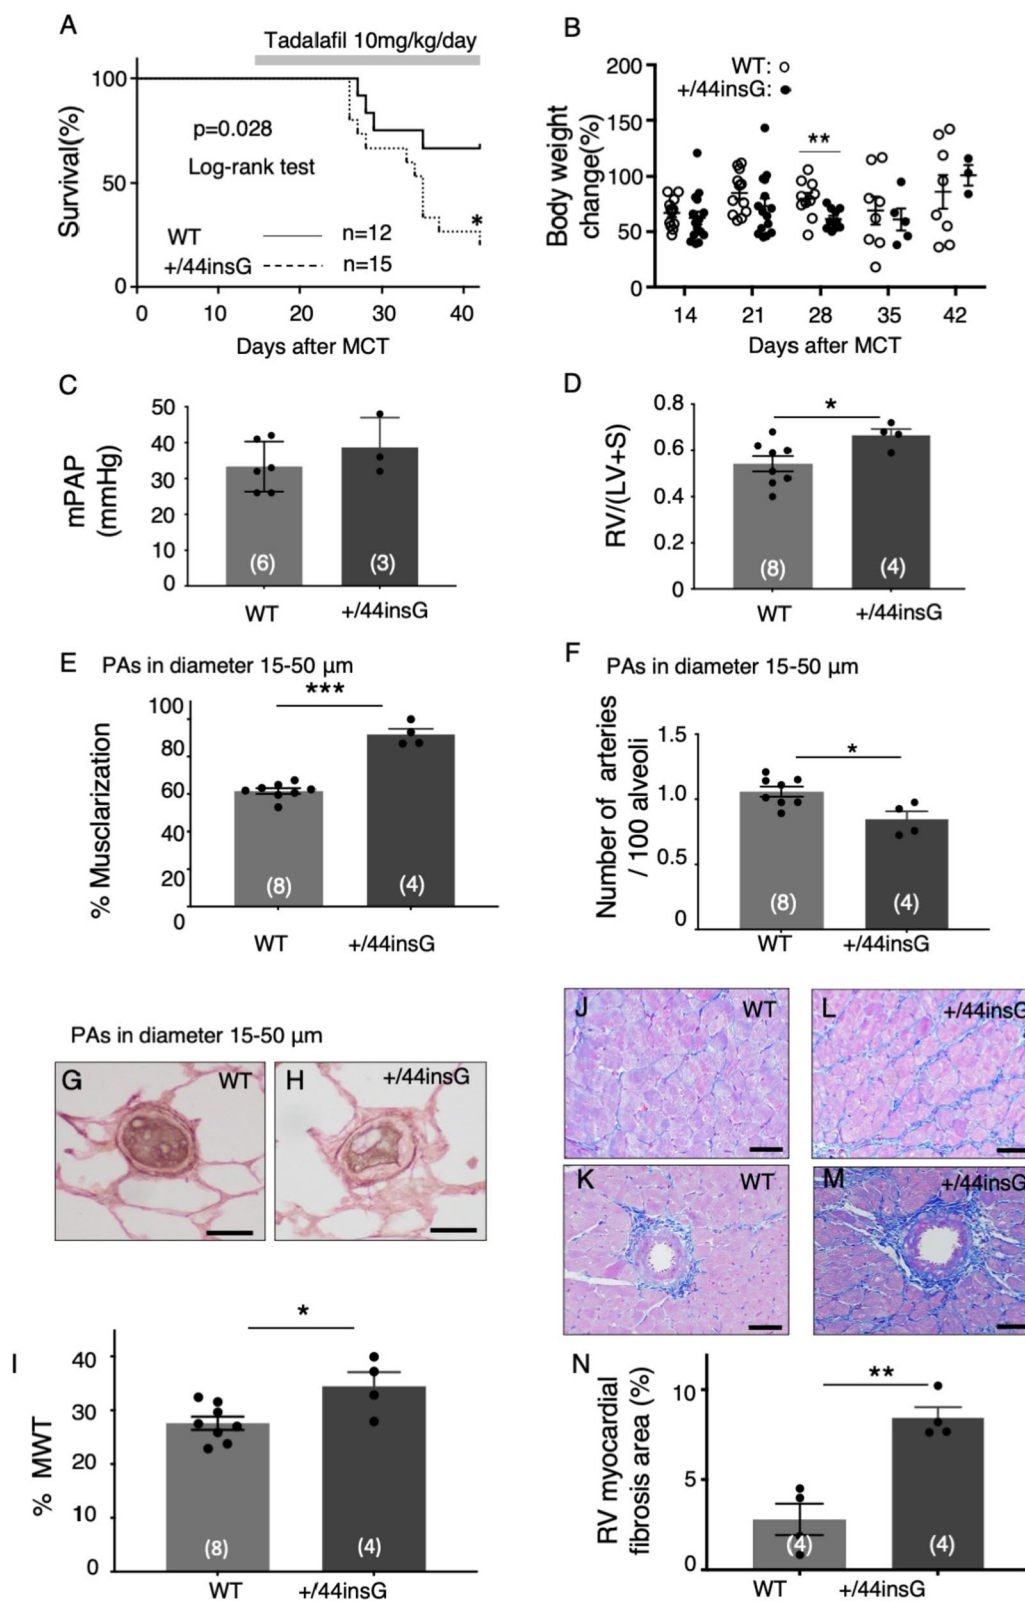 A
Tadalafil 10mg/kg/day
Survival(%)
100
50
0
p=0.028
Log-rank test
WT n=12
+/44insG n=15
*
0 10 20 30 40
Days after MCT
B
Body weight
change(%)
200
150
100
50
0
WT:
+/44insG:
**
14 21 28 35 42
Days after MCT
C
mPAP
(mmHg)
50
40
30
20
10
0
(6) (3)
WT +/44insG
D
RV/(LV+S)
0.8
0.6
0.4
0.2
0
*
(8) (4)
WT +/44insG
E PAs in diameter 15-50 μm
***
% Musclarization
100
80
60
40
20
0
(8) (4)
WT +/44insG
F PAs in diameter 15-50 μm
Number of arteries
/ 100 alveoli
1.5
1.0
0.5
0
*
(8) (4)
WT +/44insG
PAs in diameter 15-50 μm
G WT
H +/44insG
J WT
L +/44insG
K WT
M +/44insG
I
% MWT
40
30
20
10
0
*
(8) (4)
WT +/44insG
N
RV myocardial
fibrosis area (%)
10
5
0
**
(4) (4)
WT +/44insG